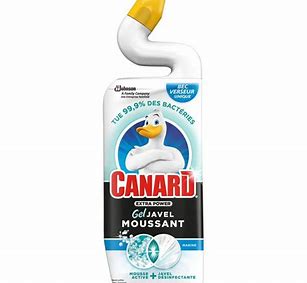 Johnson
A Family Company
BEC
VERSEUR
UNIQUE
TUE 99,9% DES BACTÉRIES
CANARD
EXTRA POWER
Gel JAVEL
MOUSSANT
MARINE
MOUSSE
ACTIVE
+
JAVEL
DÉSINFECTANTE